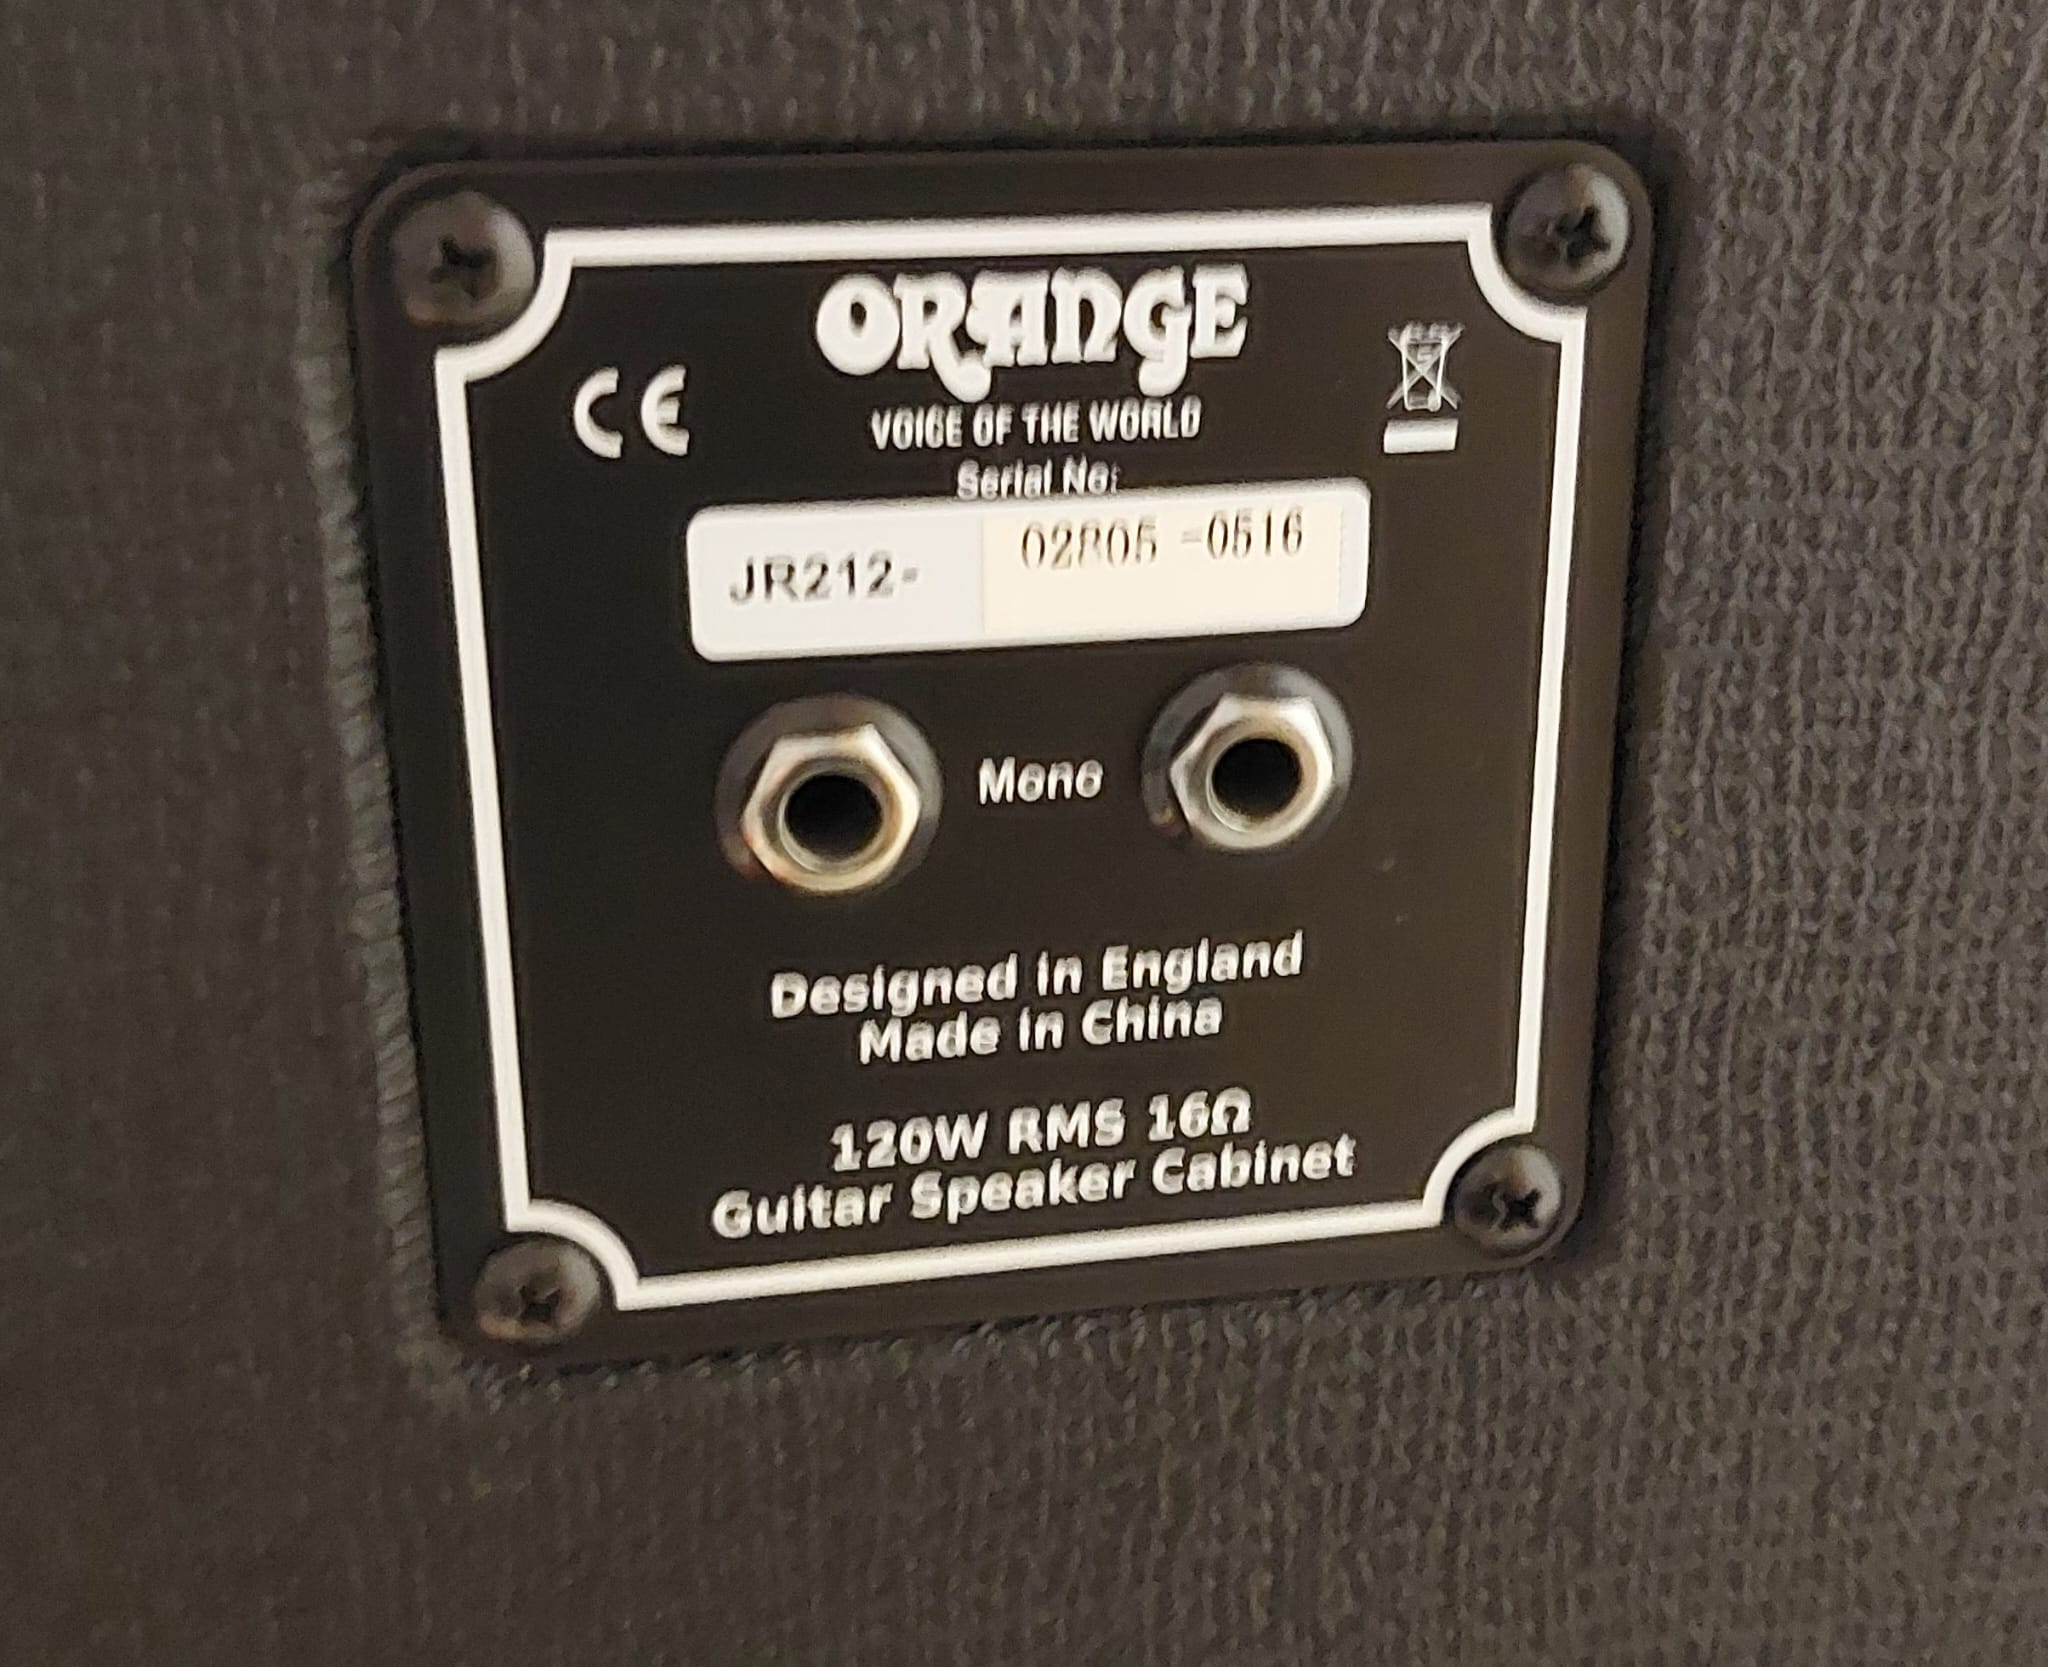 ORANGE
CE
VOICE OF THE WORLD
Serial No:
JR212- 02805 -0516
Mono
Designed in England
Made in China
120W RMS 16Ω
Guitar Speaker Cabinet